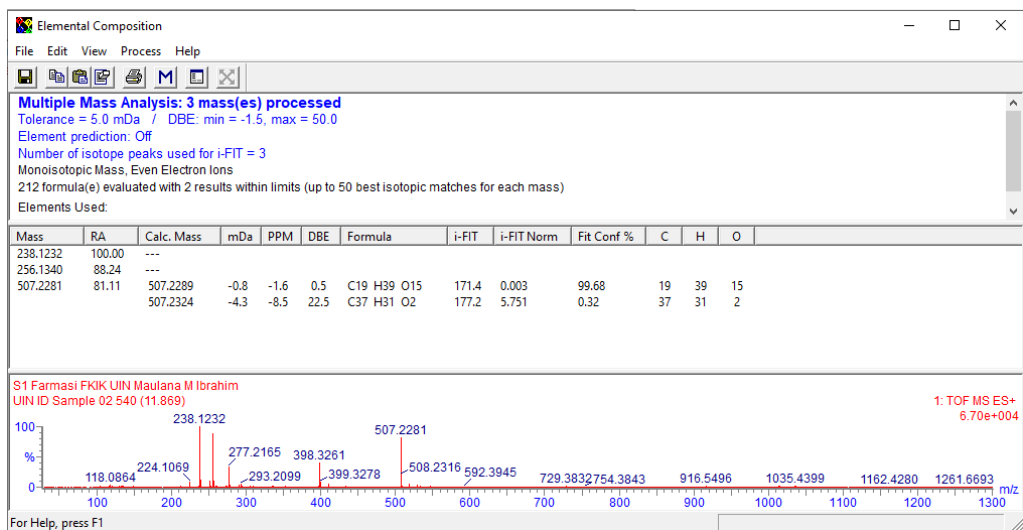 Elemental Composition
File Edit View Process Help
M
Multiple Mass Analysis: 3 mass(es) processed
Tolerance = 5.0 mDa / DBE: min = -1.5, max = 50.0
Element prediction: Off
Number of isotope peaks used for i-FIT = 3
Monoisotopic Mass, Even Electron Ions
212 formula(e) evaluated with 2 results within limits (up to 50 best isotopic matches for each mass)
Elements Used:
Mass RA Calc. Mass mDa PPM DBE Formula i-FIT i-FIT Norm Fit Conf % C H O
238.1232 100.00 ---
256.1340 88.24 ---
507.2281 81.11 507.2289 -0.8 -1.6 0.5 C19 H39 O15 171.4 0.003 99.68 19 39 15
507.2324 -4.3 -8.5 22.5 C37 H31 O2 177.2 5.751 0.32 37 31 2
S1 Farmasi FKIK UIN Maulana M Ibrahim
UIN ID Sample 02 540 (11.869)
1: TOF MS ES+
6.70e+004
100
%
0
238.1232
507.2281
277.2165
398.3261
224.1069
118.0864
293.2099
399.3278
508.2316
592.3945
729.3832
754.3843
916.5496
1035.4399
1162.4280
1261.6693
m/z
100 200 300 400 500 600 700 800 900 1000 1100 1200 1300
For Help, press F1